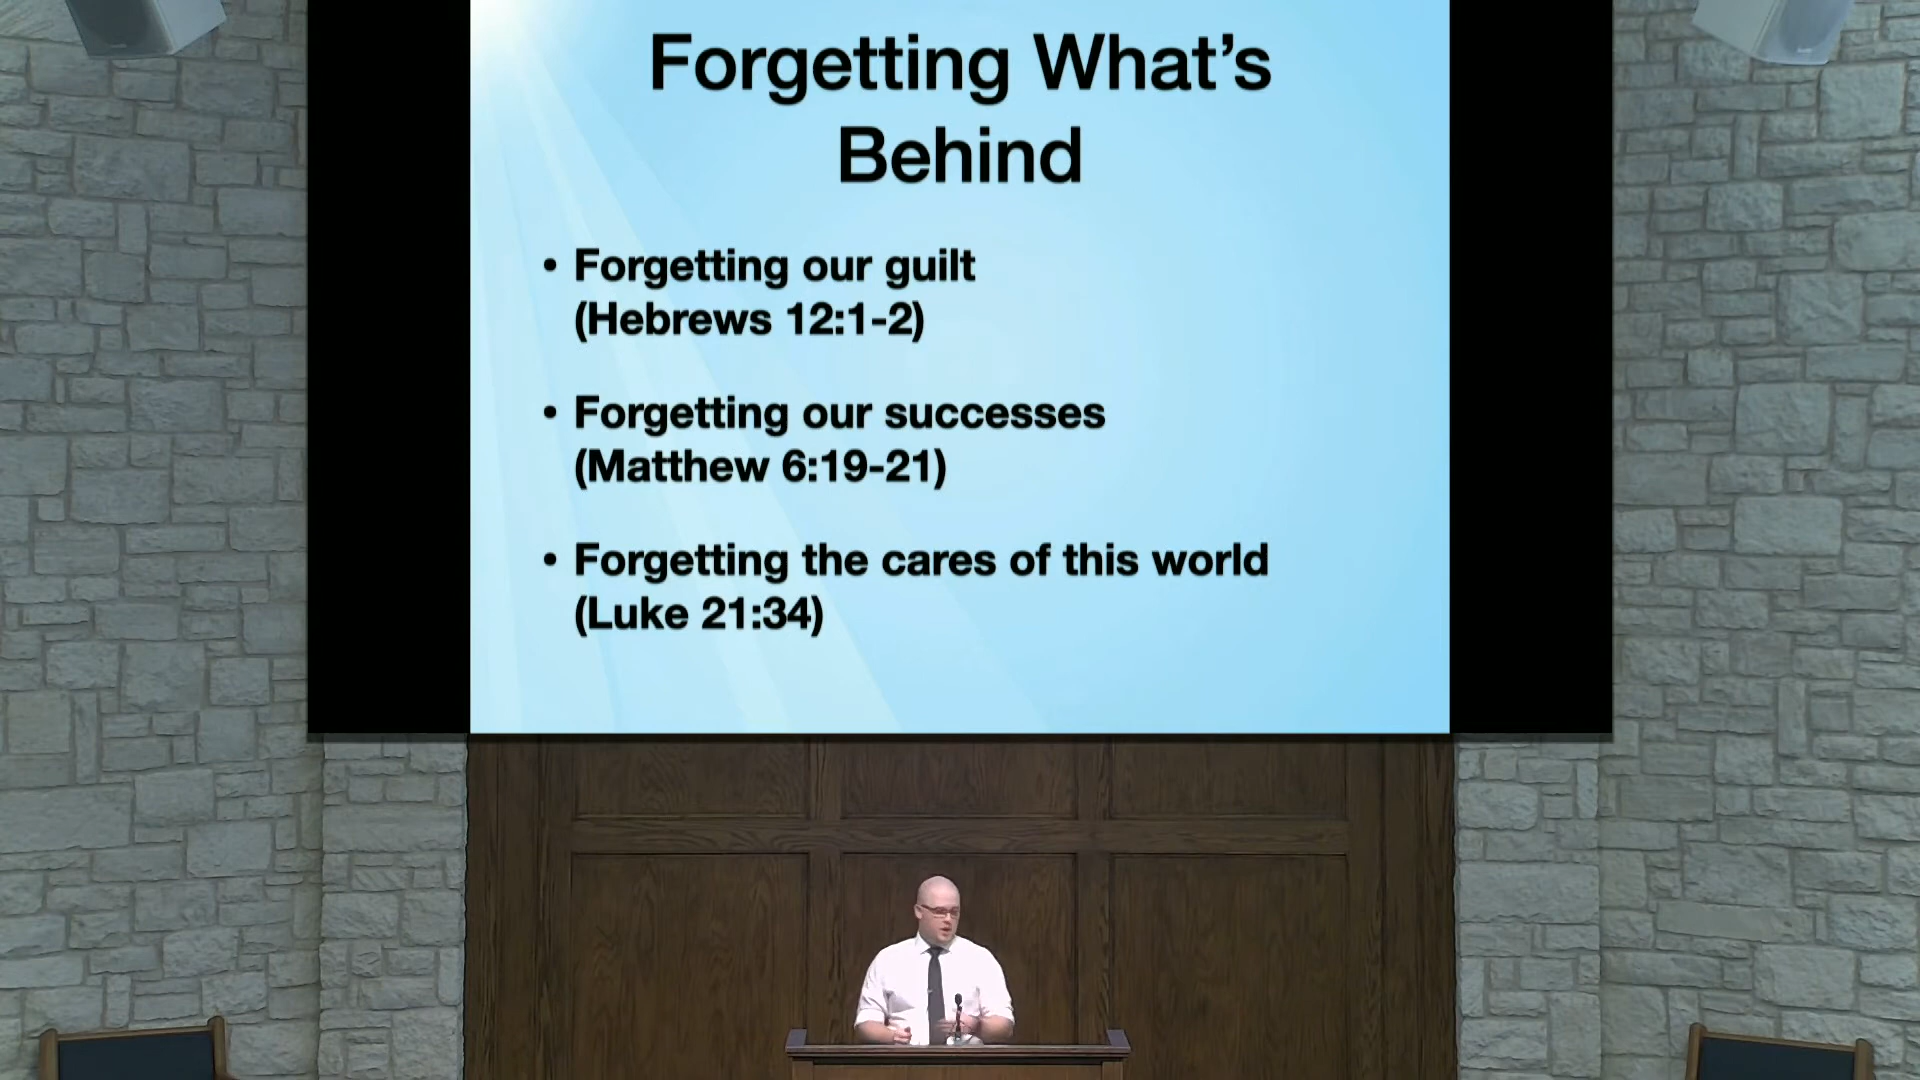 Forgetting What’s
Behind
• Forgetting our guilt
(Hebrews 12:1-2)
• Forgetting our successes
(Matthew 6:19-21)
• Forgetting the cares of this world
(Luke 21:34)